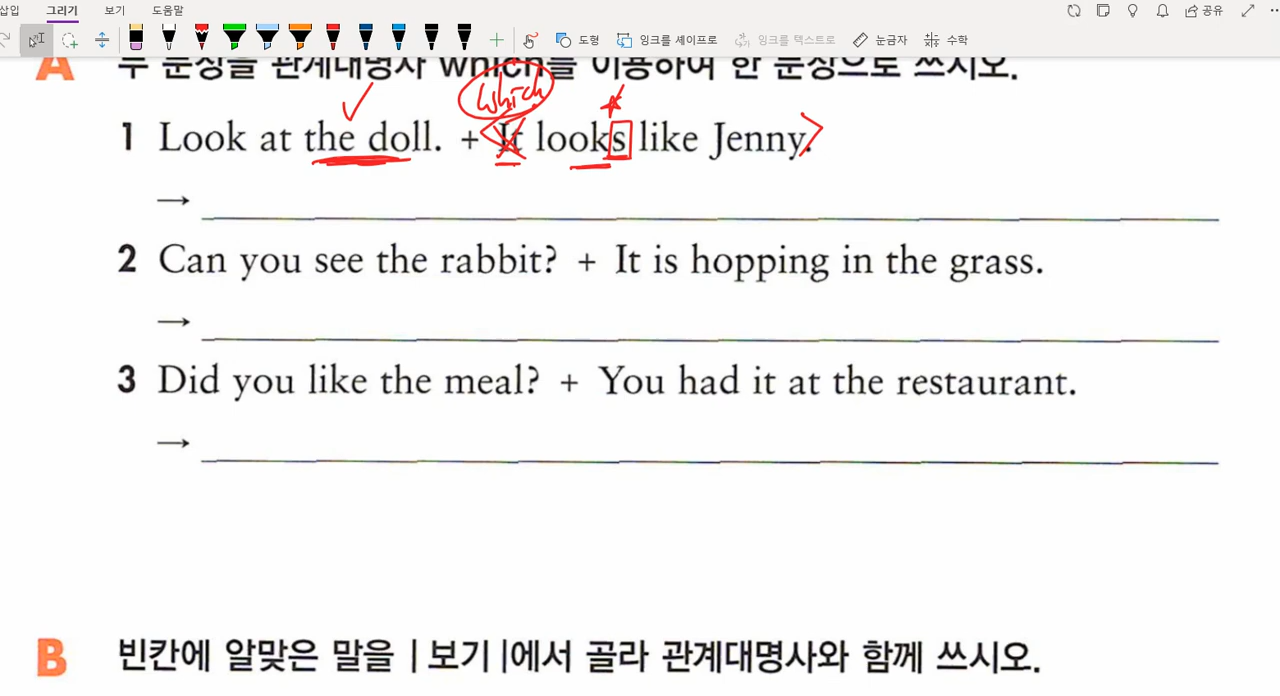 삽입 그리기 보기 도움말 공유
도형 잉크를 셰이프로 잉크를 텍스트로 눈금자 수학
A 두 문장을 관계대명사 which를 이용하여 한 문장으로 쓰시오.
which
1 Look at the doll. + It looks like Jenny.
→
2 Can you see the rabbit? + It is hopping in the grass.
→
3 Did you like the meal? + You had it at the restaurant.
→
B 빈칸에 알맞은 말을 |보기|에서 골라 관계대명사와 함께 쓰시오.